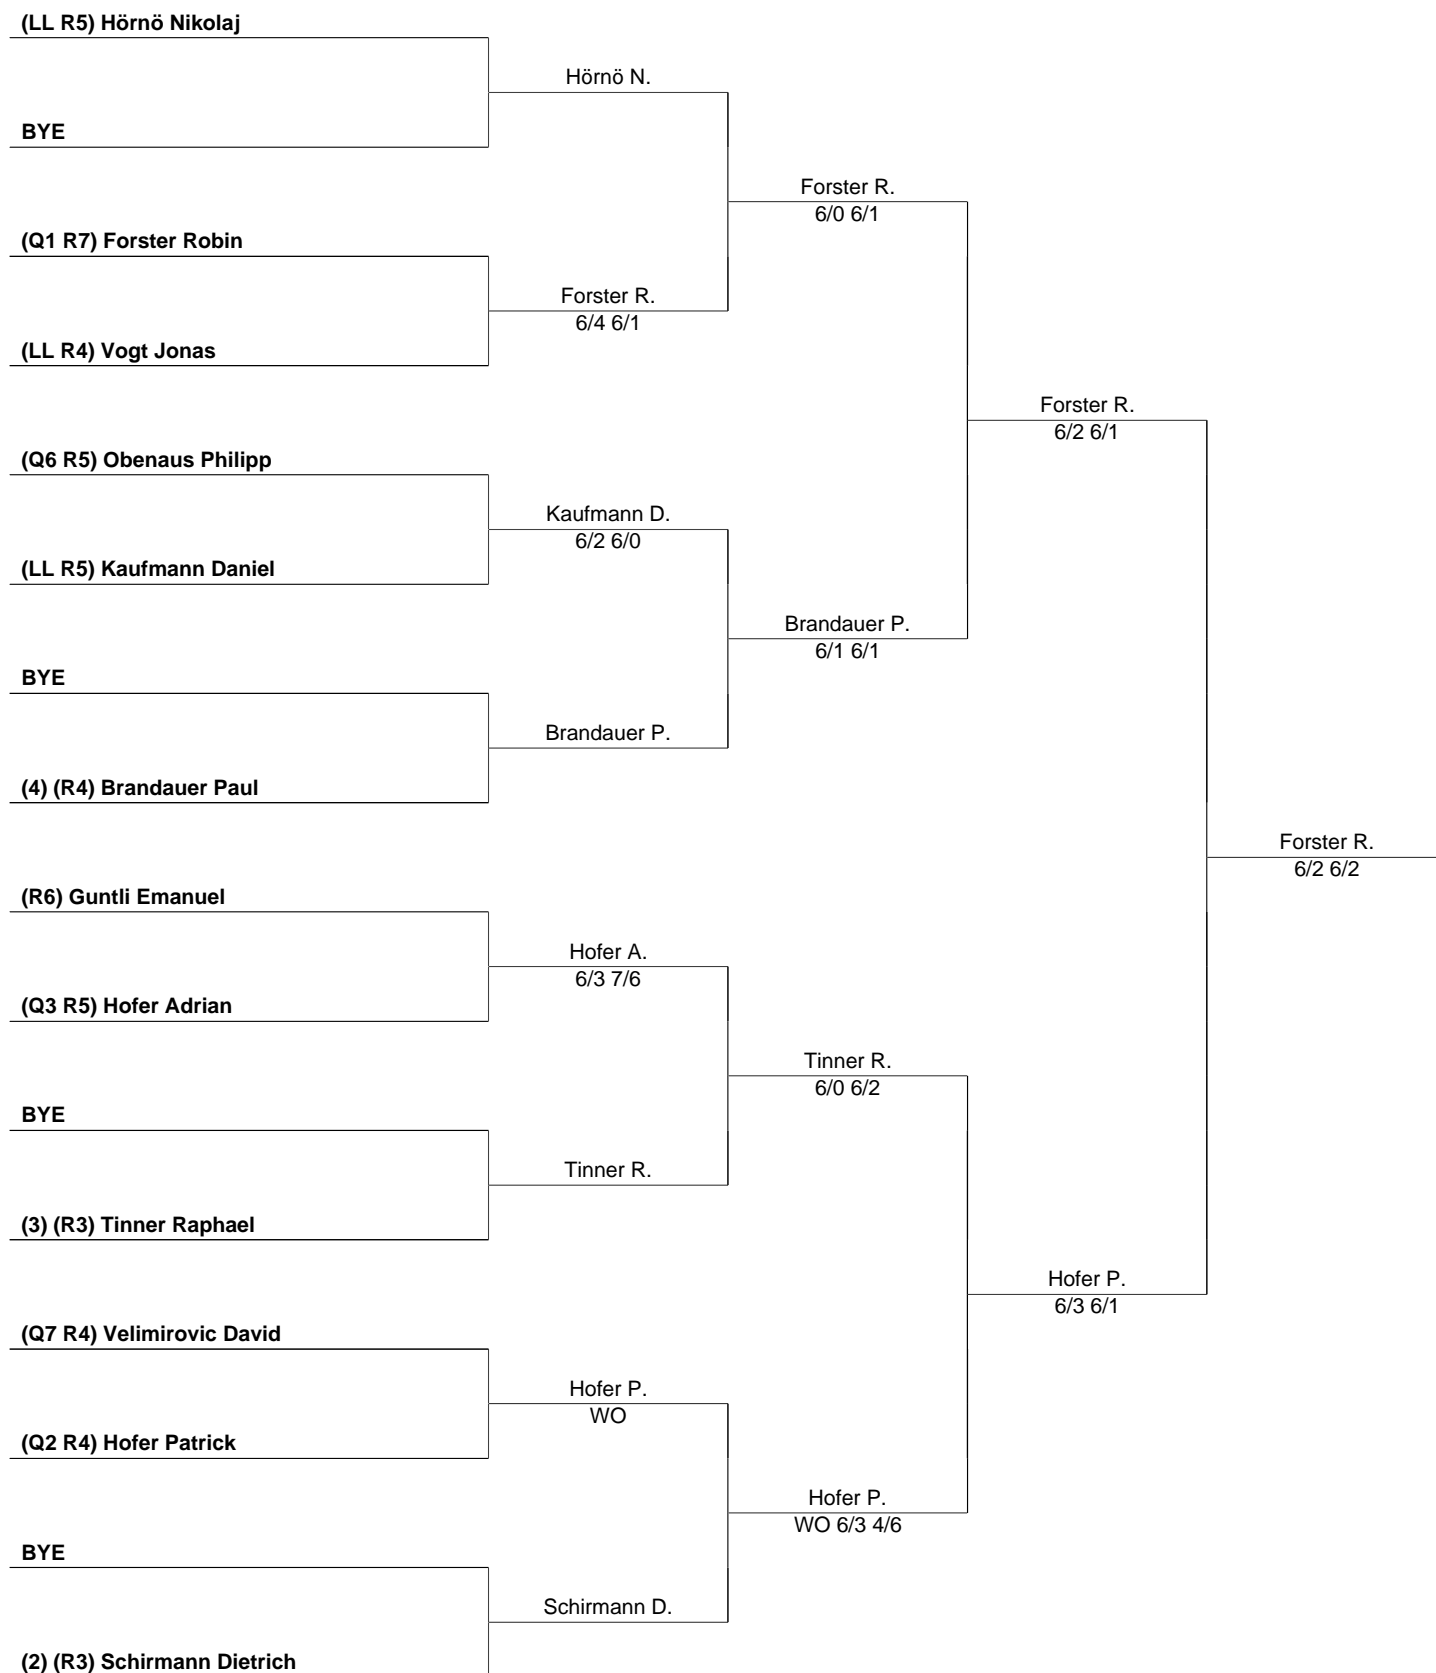 (LL R5) Hörnö Nikolaj
Hörnö N.
BYE
Forster R.
6/0 6/1
(Q1 R7) Forster Robin
Forster R.
6/4 6/1
(LL R4) Vogt Jonas
Forster R.
6/2 6/1
(Q6 R5) Obenaus Philipp
Kaufmann D.
6/2 6/0
(LL R5) Kaufmann Daniel
Brandauer P.
6/1 6/1
BYE
Brandauer P.
(4) (R4) Brandauer Paul
Forster R.
6/2 6/2
(R6) Guntli Emanuel
Hofer A.
6/3 7/6
(Q3 R5) Hofer Adrian
Tinner R.
6/0 6/2
BYE
Tinner R.
(3) (R3) Tinner Raphael
Hofer P.
6/3 6/1
(Q7 R4) Velimirovic David
Hofer P.
WO
(Q2 R4) Hofer Patrick
Hofer P.
WO 6/3 4/6
BYE
Schirmann D.
(2) (R3) Schirmann Dietrich